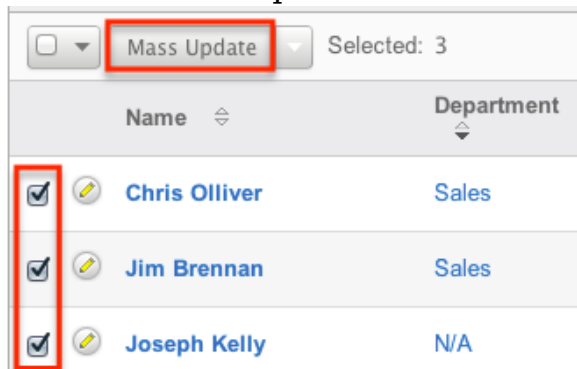 Mass Update Selected: 3
Name Department
Chris Olliver Sales
Jim Brennan Sales
Joseph Kelly N/A